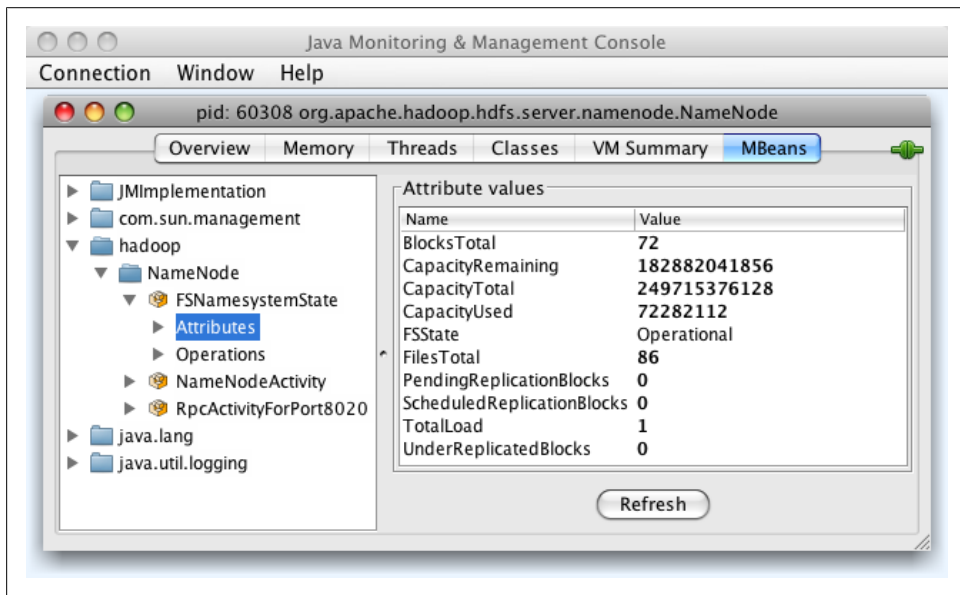 Java Monitoring & Management Console
Connection Window Help
pid: 60308 org.apache.hadoop.hdfs.server.namenode.NameNode
Overview Memory Threads Classes VM Summary MBeans
JMImplementation
com.sun.management
hadoop
NameNode
FSNamesystemState
Attributes
Operations
NameNodeActivity
RpcActivityForPort8020
java.lang
java.util.logging
Attribute values
Name Value
BlocksTotal 72
CapacityRemaining 182882041856
CapacityTotal 249715376128
CapacityUsed 72282112
FSState Operational
FilesTotal 86
PendingReplicationBlocks 0
ScheduledReplicationBlocks 0
TotalLoad 1
UnderReplicatedBlocks 0
Refresh